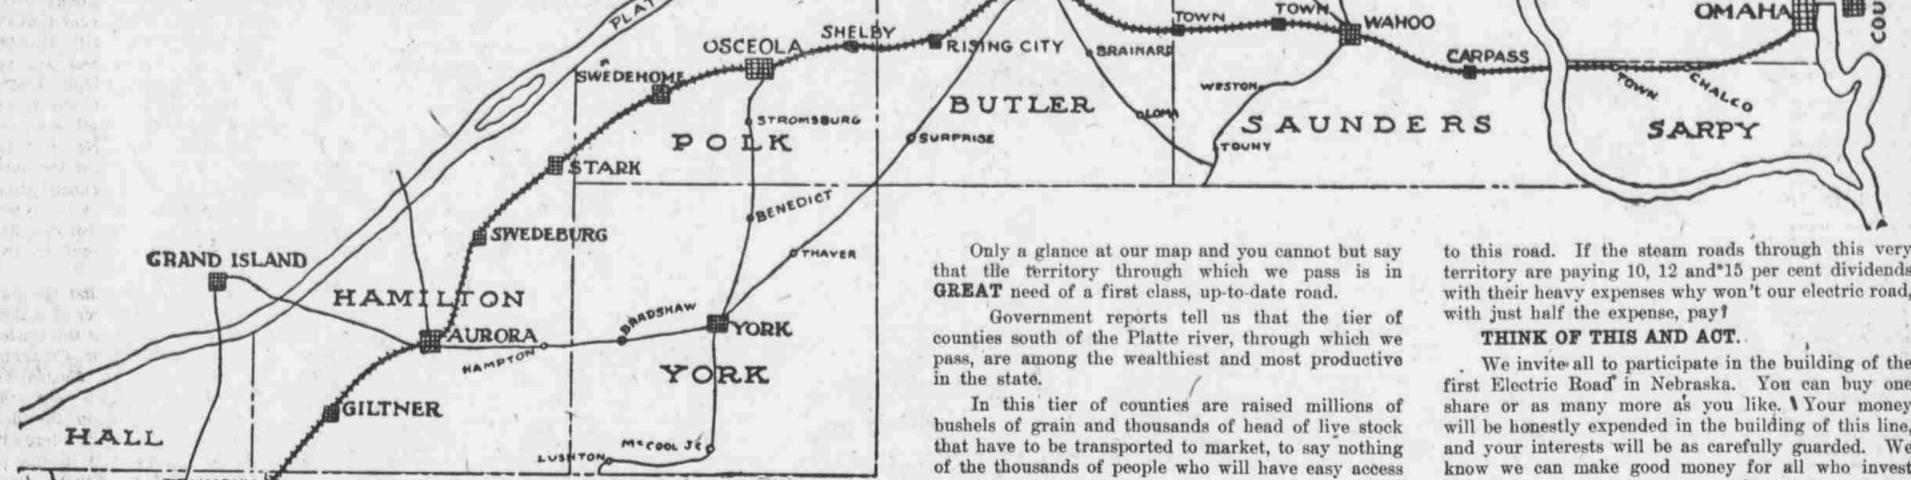 PLAT
SHELBY
OSCEOLA
RISING CITY
SWEDEHOME
STROMSBURG
POLK
STARK
SURPRISE
BUTLER
BRAINARD
LOMA
TOWN
TOWN
WAHOO
WESTON
TOUHY
SAUNDERS
CARPASS
TOWN
CHALCO
SARPY
OMAHA
COU
BENEDICT
THAYER
SWEDEBURG
GRAND ISLAND
HAMILTON
AURORA
HAMPTON
BRADSHAW
YORK
YORK
GILTNER
HALL
McCOOL JC
LUSHTON
Only a glance at our map and you cannot but say
that the territory through which we pass is in
GREAT need of a first class, up-to-date road.
Government reports tell us that the tier of
counties south of the Platte river, through which we
pass, are among the wealthiest and most productive
in the state.
In this tier of counties are raised millions of
bushels of grain and thousands of head of live stock
that have to be transported to market, to say nothing
of the thousands of people who will have easy access
to this road. If the steam roads through this very
territory are paying 10, 12 and 15 per cent dividends
with their heavy expenses why won't our electric road,
with just half the expense, pay?
THINK OF THIS AND ACT.
We invite all to participate in the building of the
first Electric Road in Nebraska. You can buy one
share or as many more as you like. Your money
will be honestly expended in the building of this line,
and your interests will be as carefully guarded. We
know we can make good money for all who invest